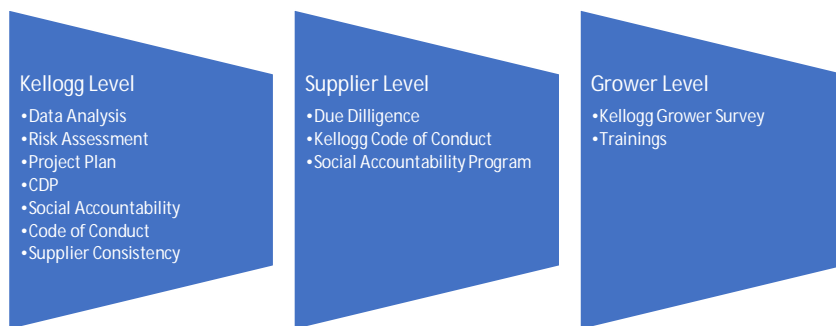 Kellogg Level
•Data Analysis
•Risk Assessment
•Project Plan
•CDP
•Social Accountability
•Code of Conduct
•Supplier Consistency
Supplier Level
•Due Dilligence
•Kellogg Code of Conduct
•Social Accountability Program
Grower Level
•Kellogg Grower Survey
•Trainings